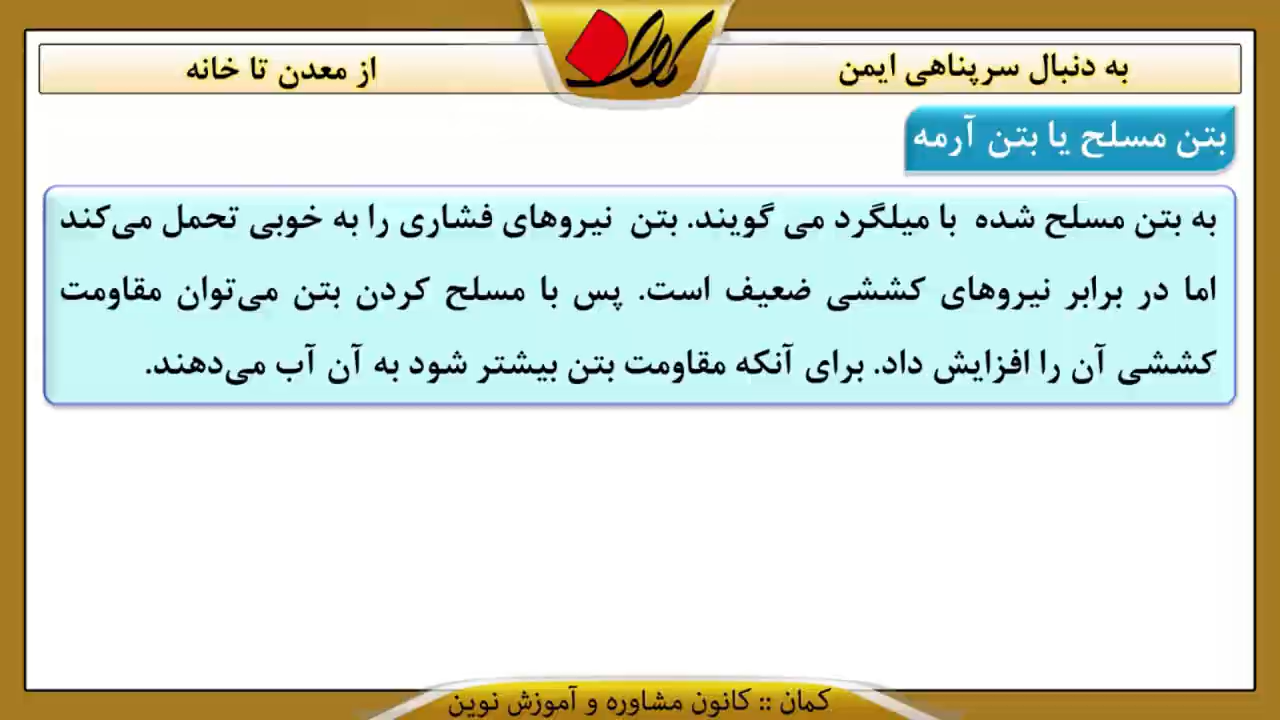 به دنبال سرپناهی ایمن
کمان
از معدن تا خانه
بتن مسلح یا بتن آرمه
به بتن مسلح شده با میلگرد می گویند. بتن نیروهای فشاری را به خوبی تحمل می‌کند
اما در برابر نیروهای کششی ضعیف است. پس با مسلح کردن بتن می‌توان مقاومت
کششی آن را افزایش داد. برای آنکه مقاومت بتن بیشتر شود به آن آب می‌دهند.
کمان :: کانون مشاوره و آموزش نوین